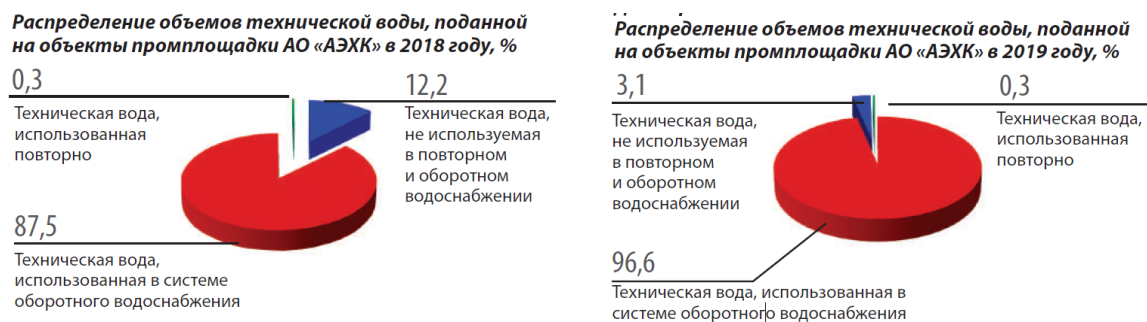 Распределение объемов технической воды, поданной
на объекты промплощадки АО «АЭХК» в 2018 году, %
0,3
Техническая вода,
использованная
повторно
12,2
Техническая вода,
не используемая
в повторном
и оборотном
водоснабжении
87,5
Техническая вода,
использованная в системе
оборотного водоснабжения
Распределение объемов технической воды, поданной
на объекты промплощадки АО «АЭХК» в 2019 году, %
3,1
Техническая вода,
не используемая
в повторном
и оборотном
водоснабжении
0,3
Техническая вода,
использованная
повторно
96,6
Техническая вода, использованная в
системе оборотного водоснабжения